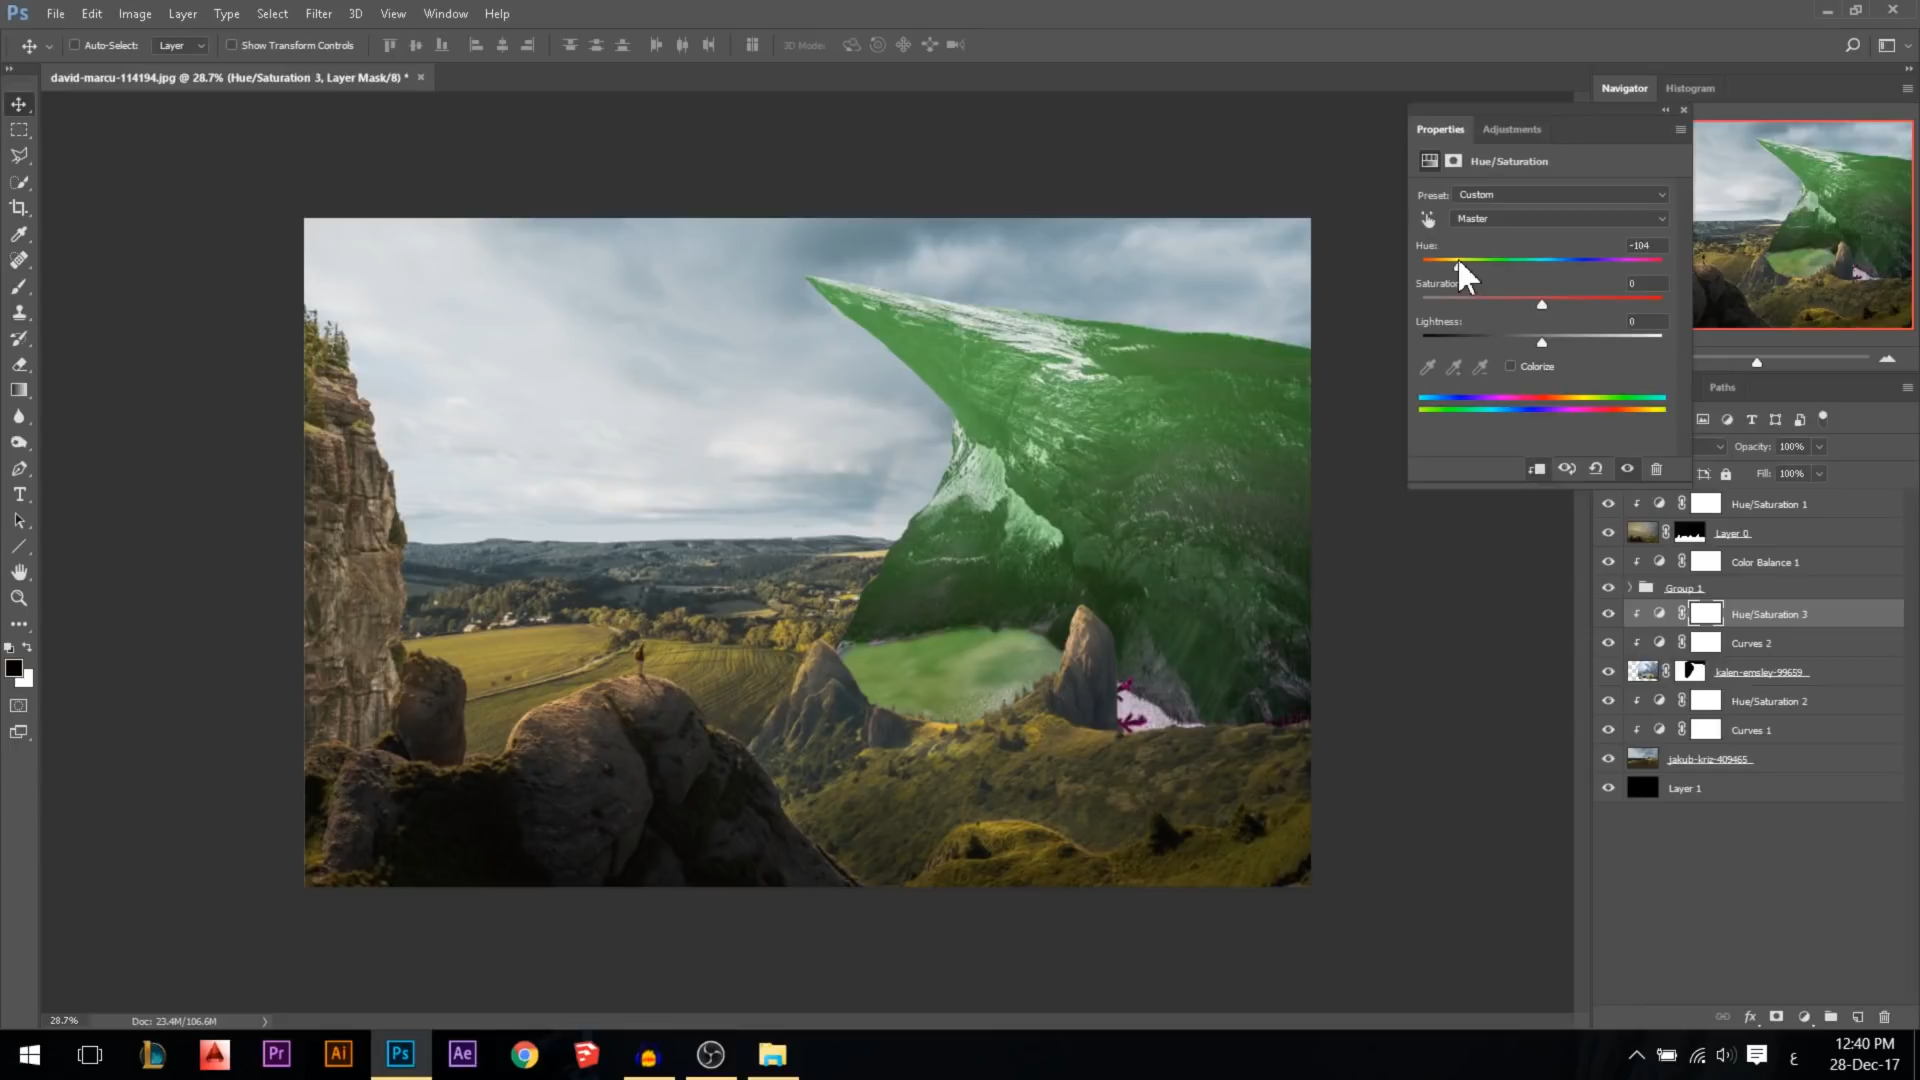 Ps File Edit Image Layer Type Select Filter 3D View Window Help
Auto-Select: Layer Show Transform Controls 3D Mode:
david-marcu-114194.jpg @ 28.7% (Hue/Saturation 3, Layer Mask/8) * ×
Navigator Histogram
Properties Adjustments
Hue/Saturation
Preset: Custom
Master
Hue: -104
Saturation 0
Lightness: 0
Colorize
Paths
Opacity: 100%
Fill: 100%
Hue/Saturation 1
Layer 0
Color Balance 1
Group 1
Hue/Saturation 3
Curves 2
kalen-emsley-99659
Hue/Saturation 2
Curves 1
jakub-kriz-409465
Layer 1
28.7% Doc: 23.4M/106.6M
fx
Pr Ai Ps Ae
ع
12:40 PM
28-Dec-17